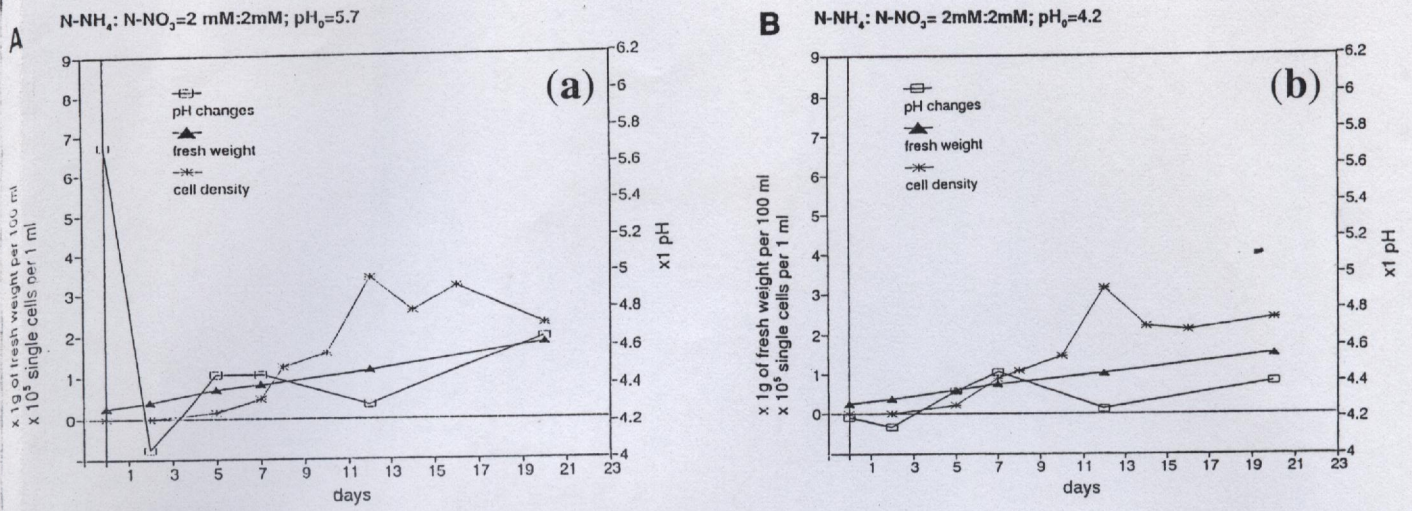 A
N-NH₄: N-NO₃=2 mM:2mM; pH₀=5.7
(a)
pH changes
fresh weight
cell density
9
8
7
6
5
4
3
2
1
0
x 1g of fresh weight per 100 ml
x 10⁵ single cells per 1 ml
6.2
6
5.8
5.6
5.4
5.2
5
4.8
4.6
4.4
4.2
4
x1 pH
1 3 5 7 9 11 13 15 17 19 21 23
days
B
N-NH₄: N-NO₃= 2mM:2mM; pH₀=4.2
(b)
pH changes
fresh weight
cell density
9
8
7
6
5
4
3
2
1
0
x 1g of fresh weight per 100 ml
x 10⁵ single cells per 1 ml
6.2
6
5.8
5.6
5.4
5.2
5
4.8
4.6
4.4
4.2
4
x1 pH
1 3 5 7 9 11 13 15 17 19 21 23
days